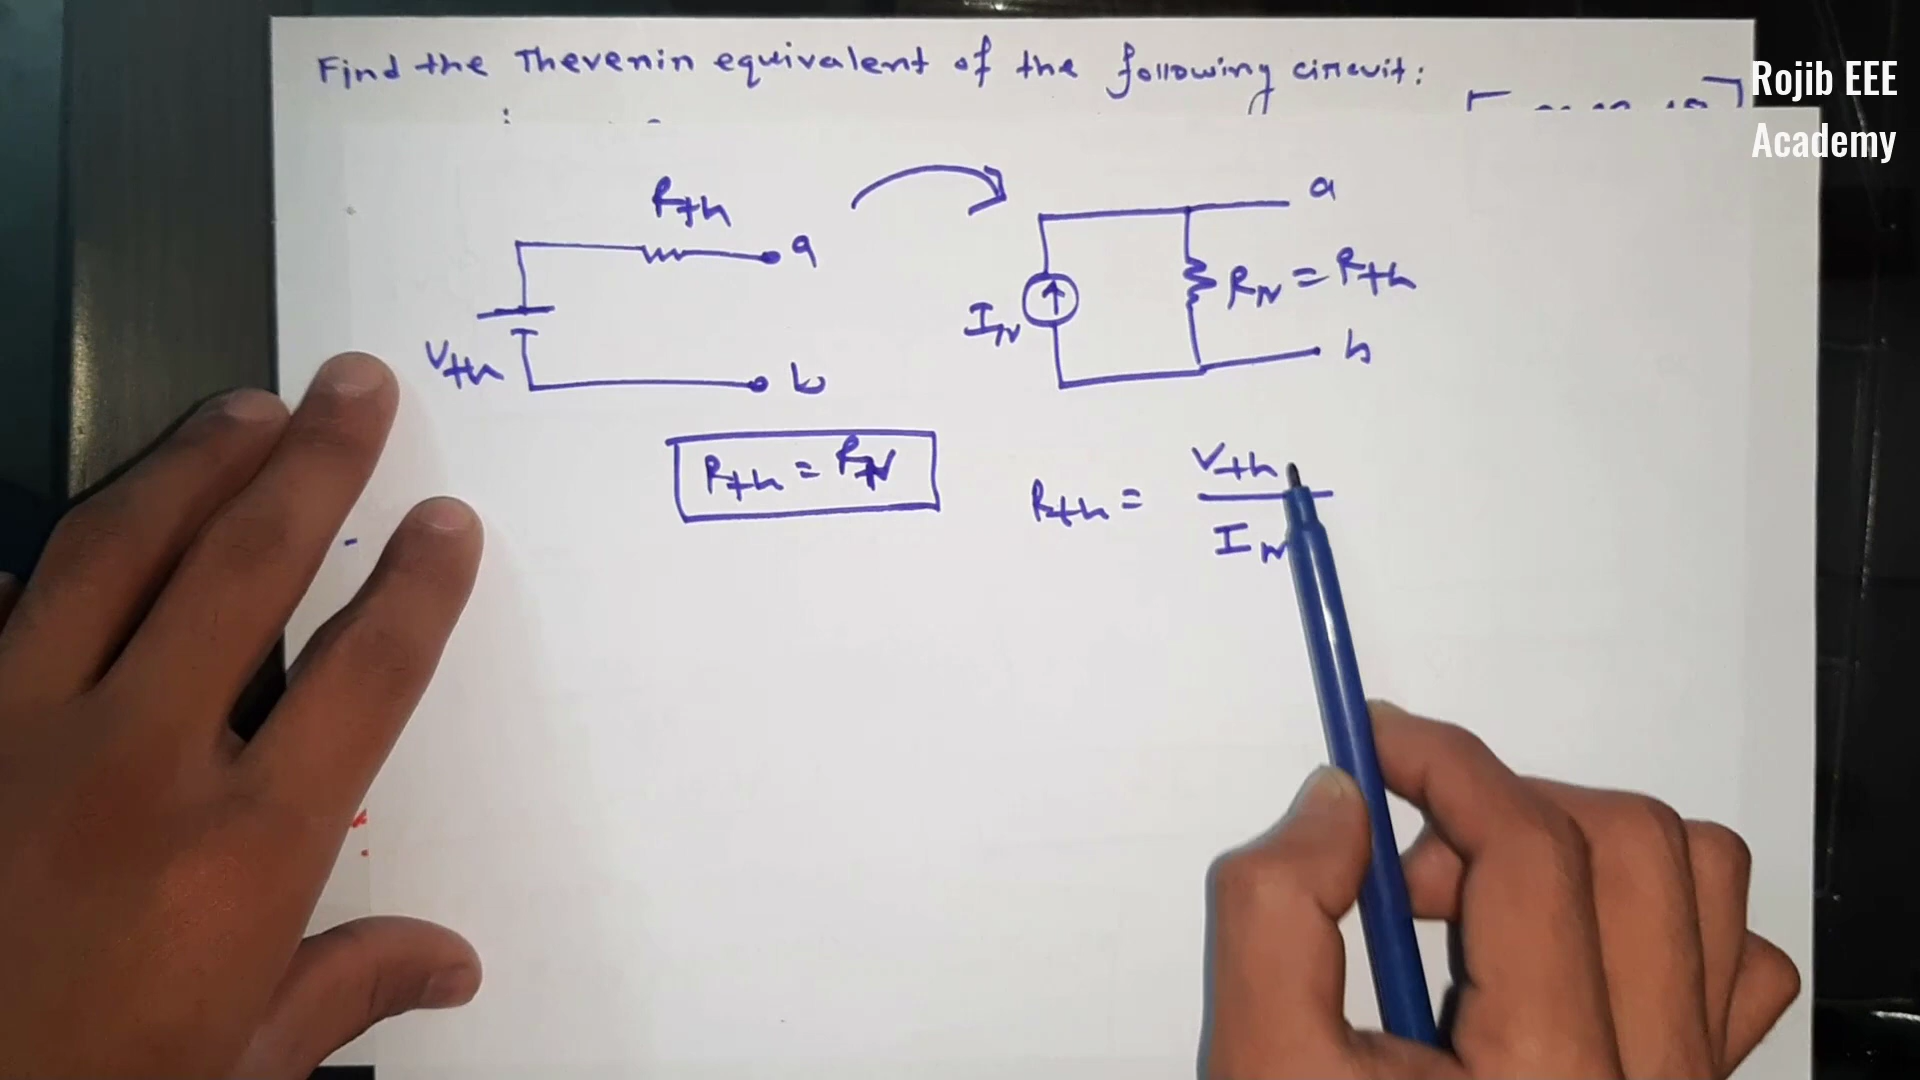 Find the Thevenin equivalent of the following circuit:
Rojib EEE
Academy
Rth
a
Vth
b
a
IN
RN = Rth
b
Rth = RN
Rth = Vth / IN